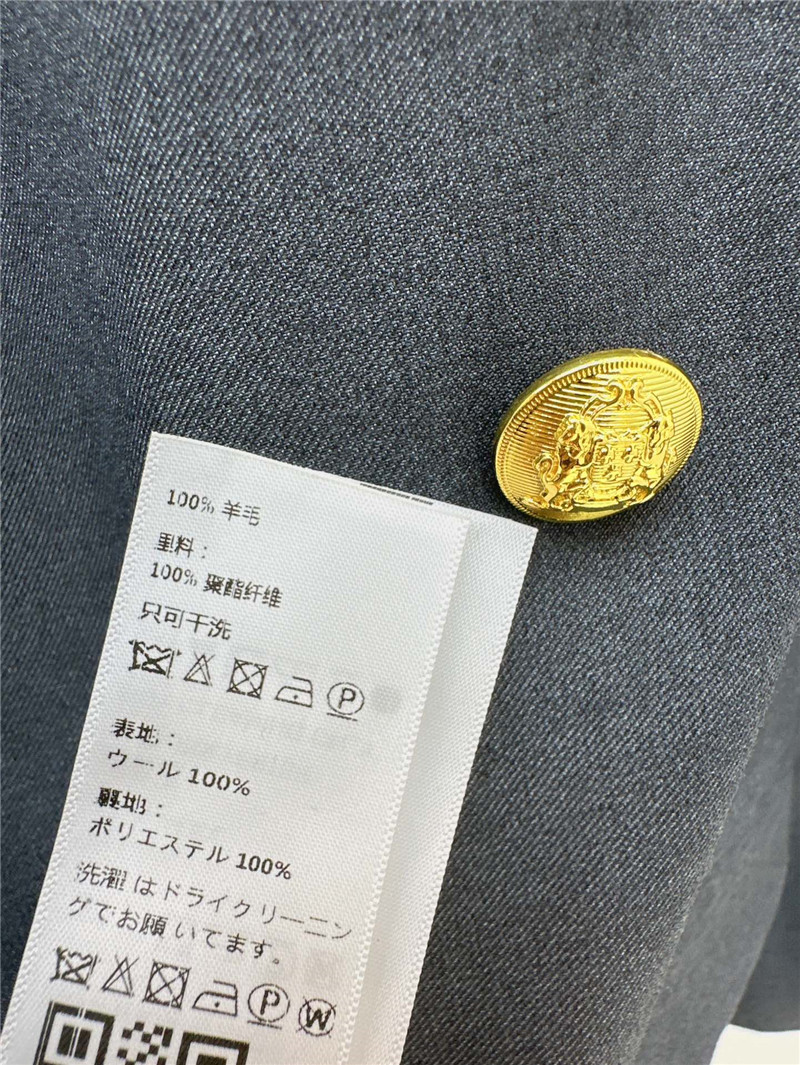 100% 羊毛
里料：
100% 聚酯纤维
只可干洗
P
表地：
ウール 100%
裏地：
ポリエステル 100%
洗濯はドライクリーニン
グでお願いてます。
P W